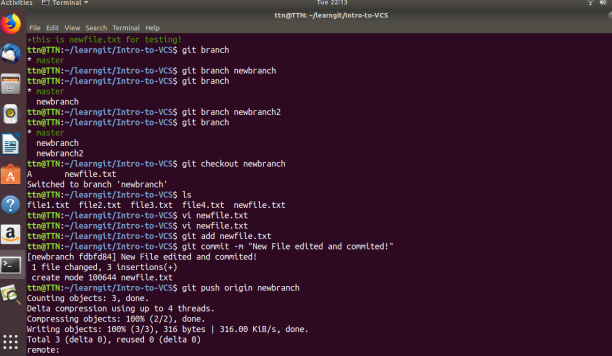 Activities
Terminal
Tue 22:13
ttn@TTN: ~/learngit/Intro-to-VCS
File Edit View Search Terminal Help
+this is newfile.txt for testing!
ttn@TTN:~/learngit/Intro-to-VCS$ git branch
* master
ttn@TTN:~/learngit/Intro-to-VCS$ git branch newbranch
ttn@TTN:~/learngit/Intro-to-VCS$ git branch
* master
  newbranch
ttn@TTN:~/learngit/Intro-to-VCS$ git branch newbranch2
ttn@TTN:~/learngit/Intro-to-VCS$ git branch
* master
  newbranch
  newbranch2
ttn@TTN:~/learngit/Intro-to-VCS$ git checkout newbranch
A       newfile.txt
Switched to branch 'newbranch'
ttn@TTN:~/learngit/Intro-to-VCS$ ls
file1.txt  file2.txt  file3.txt  file4.txt  newfile.txt
ttn@TTN:~/learngit/Intro-to-VCS$ vi newfile.txt
ttn@TTN:~/learngit/Intro-to-VCS$ vi newfile.txt
ttn@TTN:~/learngit/Intro-to-VCS$ git add newfile.txt
ttn@TTN:~/learngit/Intro-to-VCS$ git commit -m "New File edited and commited!"
[newbranch fdbfd84] New File edited and commited!
 1 file changed, 3 insertions(+)
 create mode 100644 newfile.txt
ttn@TTN:~/learngit/Intro-to-VCS$ git push origin newbranch
Counting objects: 3, done.
Delta compression using up to 4 threads.
Compressing objects: 100% (2/2), done.
Writing objects: 100% (3/3), 316 bytes | 316.00 KiB/s, done.
Total 3 (delta 0), reused 0 (delta 0)
remote: